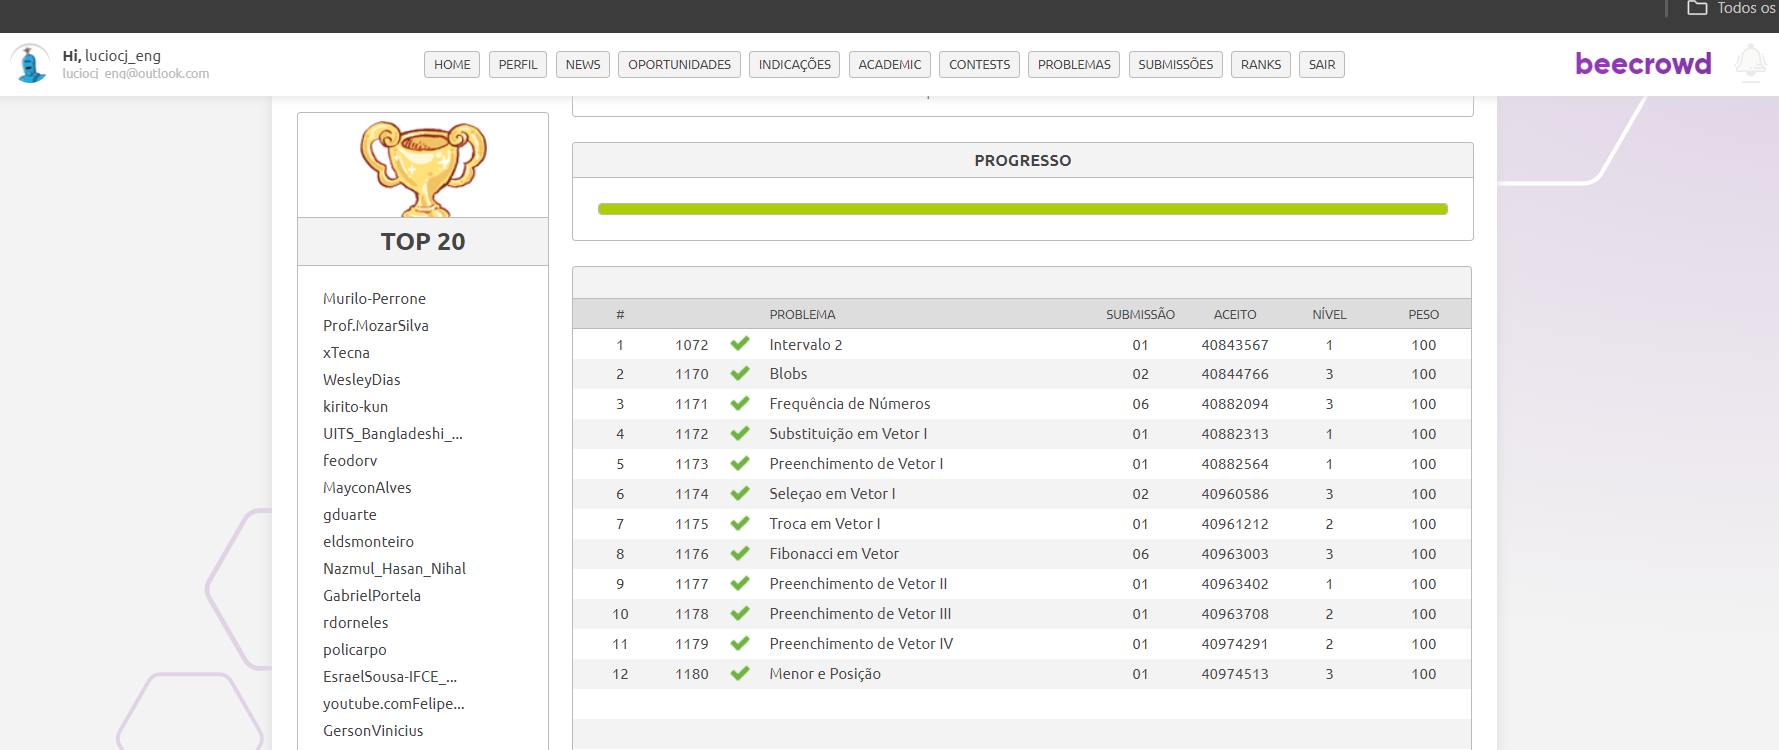 Todos os
Hi, luciocj_eng
luciocj_eng@outlook.com
HOME PERFIL NEWS OPORTUNIDADES INDICAÇÕES ACADEMIC CONTESTS PROBLEMAS SUBMISSÕES RANKS SAIR
beecrowd
TOP 20
Murilo-Perrone
Prof.MozarSilva
xTecna
WesleyDias
kirito-kun
UITS_Bangladeshi_...
feodorv
MayconAlves
gduarte
eldsmonteiro
Nazmul_Hasan_Nihal
GabrielPortela
rdorneles
policarpo
EsraelSousa-IFCE_...
youtube.comFelipe...
GersonVinicius
PROGRESSO
# PROBLEMA SUBMISSÃO ACEITO NÍVEL PESO
1 1072 Intervalo 2 01 40843567 1 100
2 1170 Blobs 02 40844766 3 100
3 1171 Frequência de Números 06 40882094 3 100
4 1172 Substituição em Vetor I 01 40882313 1 100
5 1173 Preenchimento de Vetor I 01 40882564 1 100
6 1174 Seleçao em Vetor I 02 40960586 3 100
7 1175 Troca em Vetor I 01 40961212 2 100
8 1176 Fibonacci em Vetor 06 40963003 3 100
9 1177 Preenchimento de Vetor II 01 40963402 1 100
10 1178 Preenchimento de Vetor III 01 40963708 2 100
11 1179 Preenchimento de Vetor IV 01 40974291 2 100
12 1180 Menor e Posição 01 40974513 3 100